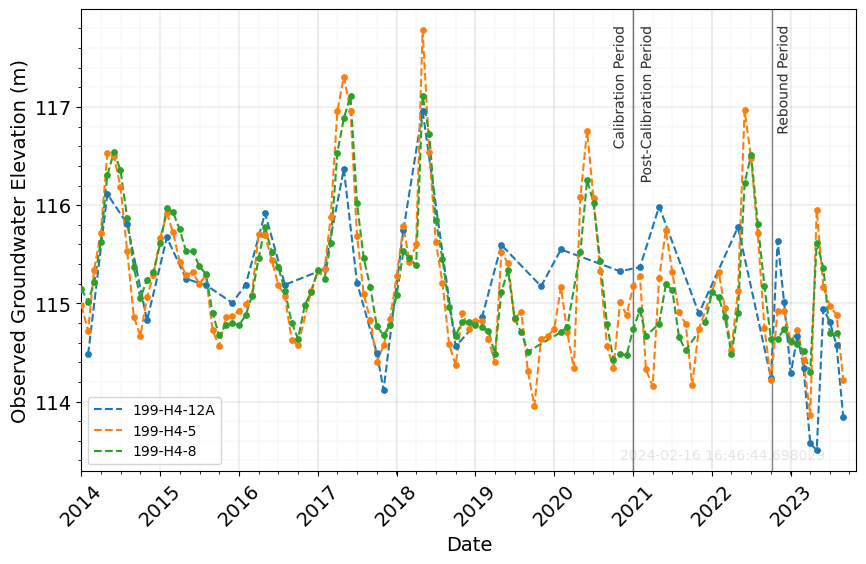 Observed Groundwater Elevation (m)
117
116
115
114
Calibration Period
Post-Calibration Period
Rebound Period
199-H4-12A
199-H4-5
199-H4-8
2024-02-16 16:46:44.698029
2014
2015
2016
2017
2018
2019
2020
2021
2022
2023
Date